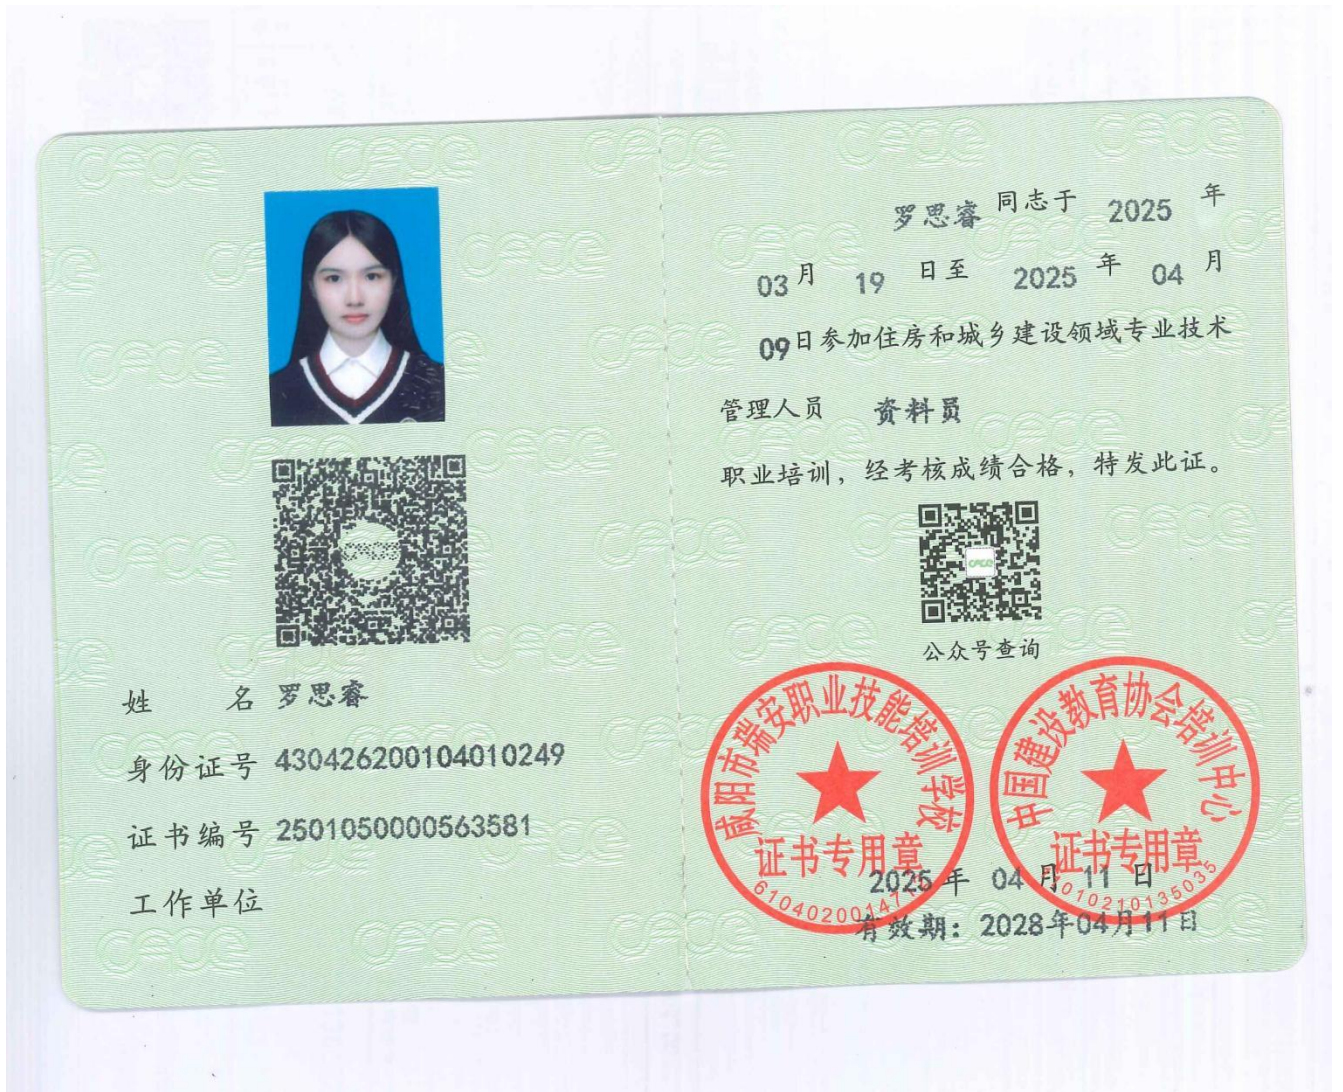 姓 名 罗思睿
身份证号 430426200104010249
证书编号 2501050000563581
工作单位
罗思睿 同志于 2025 年
03 月 19 日至 2025 年 04 月
09 日参加住房和城乡建设领域专业技术
管理人员 资料员
职业培训，经考核成绩合格，特发此证。
cece
公众号查询
咸阳市瑞安职业技能培训学校
证书专用章
中国建设教育协会培训中心
证书专用章
2025 年 04 月 11 日
有效期：2028年04月11日